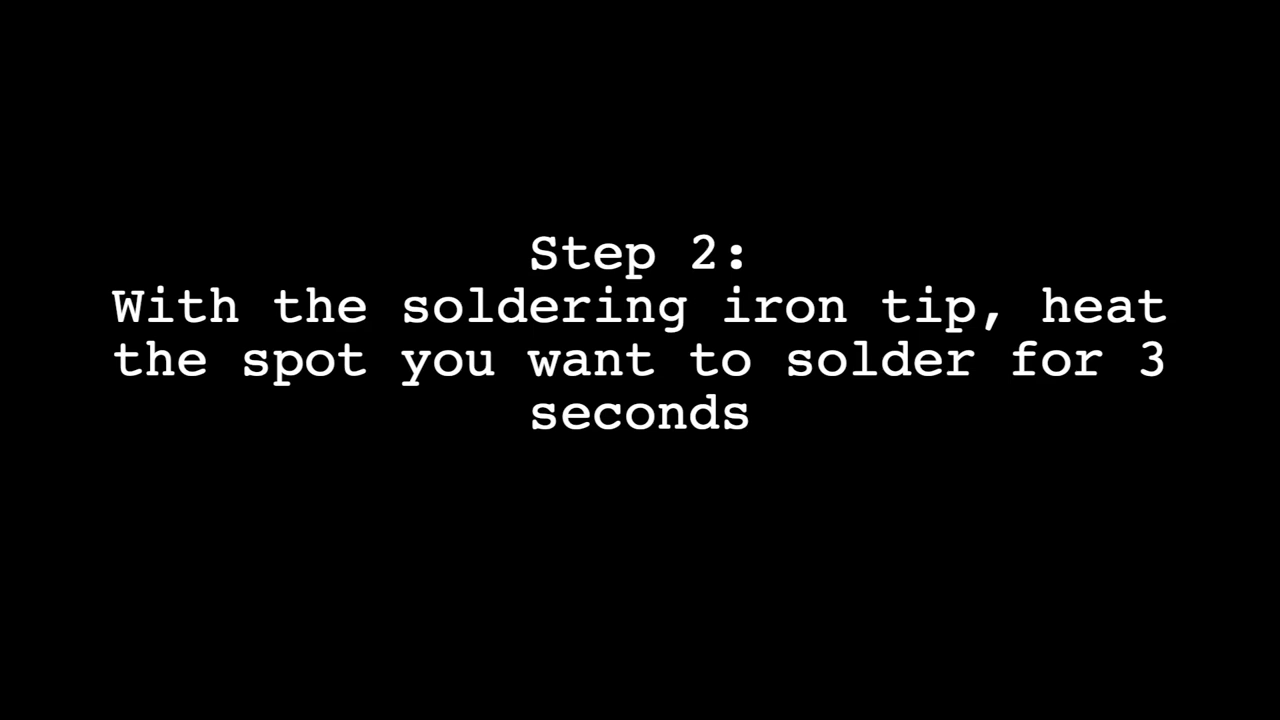 Step 2:
With the soldering iron tip, heat
the spot you want to solder for 3
seconds